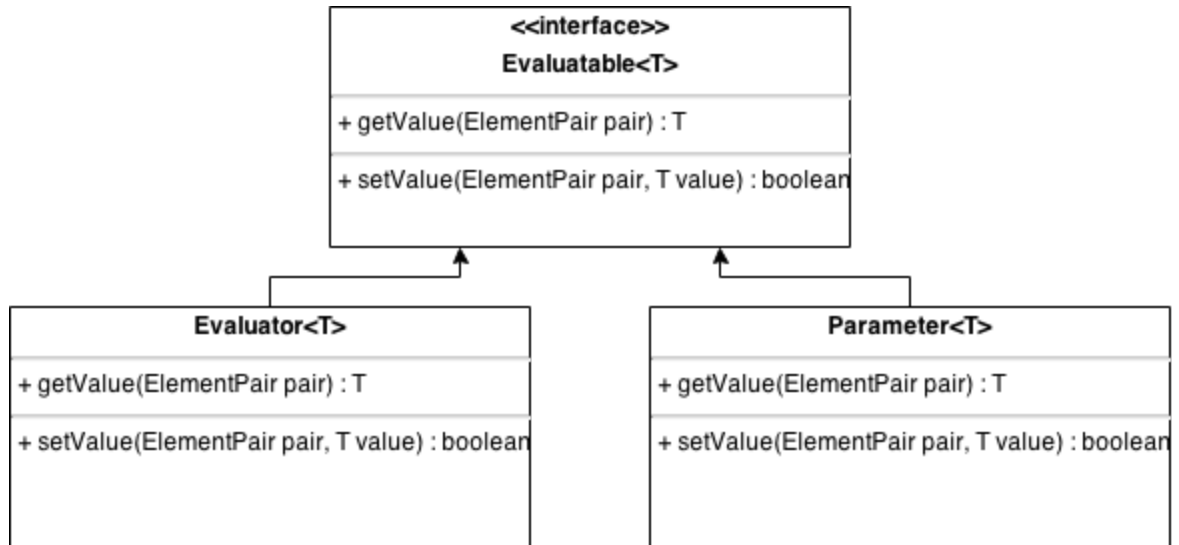 <<interface>>
Evaluatable<T>
+ getValue(ElementPair pair) : T
+ setValue(ElementPair pair, T value) : boolean
Evaluator<T>
+ getValue(ElementPair pair) : T
+ setValue(ElementPair pair, T value) : boolean
Parameter<T>
+ getValue(ElementPair pair) : T
+ setValue(ElementPair pair, T value) : boolean